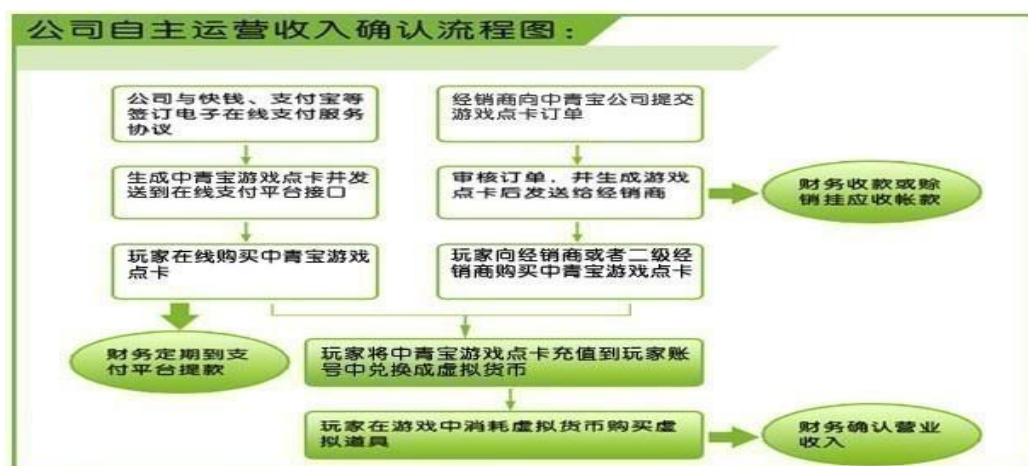 公司自主运营收入确认流程图：
公司与快钱、支付宝等
签订电子在线支付服务
协议
经销商向中青宝公司提交
游戏点卡订单
生成中青宝游戏点卡并发
送到在线支付平台接口
审核订单，并生成游戏
点卡后发送给经销商
财务收款或赊
销挂应收帐款
玩家在线购买中青宝游戏
点卡
玩家向经销商或者二级经
销商购买中青宝游戏点卡
财务定期到支
付平台提款
玩家将中青宝游戏点卡充值到玩家账
号中兑换成虚拟货币
玩家在游戏中消耗虚拟货币购买虚
拟道具
财务确认营业
收入